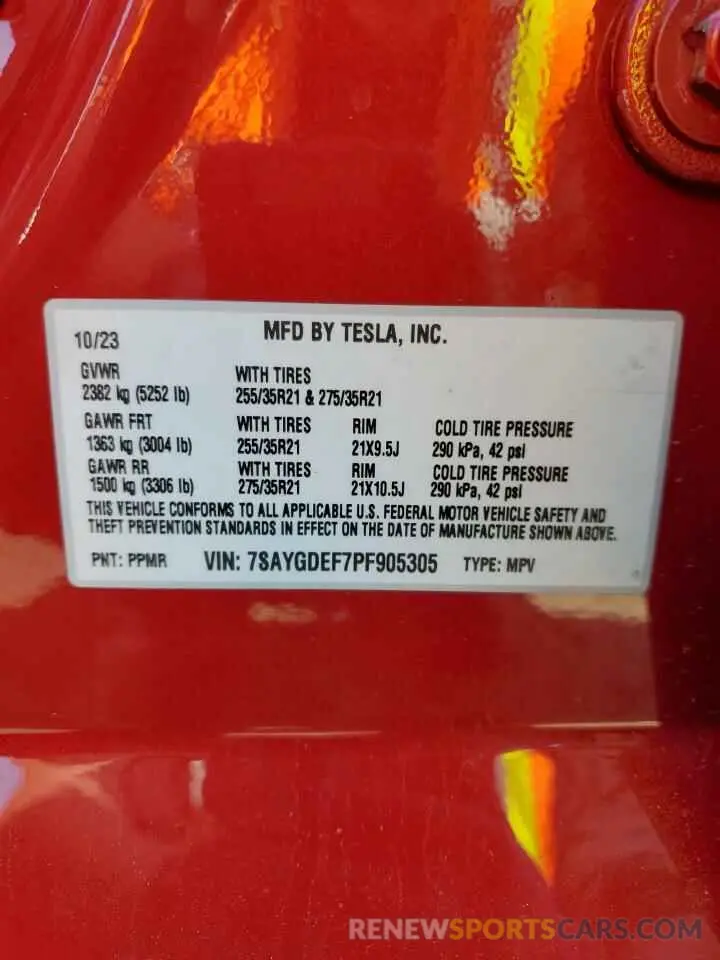 10/23 MFD BY TESLA, INC.
GVWR WITH TIRES
2382 kg (5252 lb) 255/35R21 & 275/35R21
GAWR FRT WITH TIRES RIM COLD TIRE PRESSURE
1363 kg (3004 lb) 255/35R21 21X9.5J 290 kPa, 42 psi
GAWR RR WITH TIRES RIM COLD TIRE PRESSURE
1500 kg (3306 lb) 275/35R21 21X10.5J 290 kPa, 42 psi
THIS VEHICLE CONFORMS TO ALL APPLICABLE U.S. FEDERAL MOTOR VEHICLE SAFETY AND
THEFT PREVENTION STANDARDS IN EFFECT ON THE DATE OF MANUFACTURE SHOWN ABOVE.
PNT: PPMR VIN: 7SAYGDEF7PF905305 TYPE: MPV
RENEWSPORTSCARS.COM